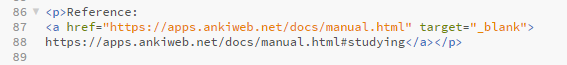 86 <p>Reference:
87 <a href="https://apps.ankiweb.net/docs/manual.html" target="_blank">
88 https://apps.ankiweb.net/docs/manual.html#studying</a></p>
89